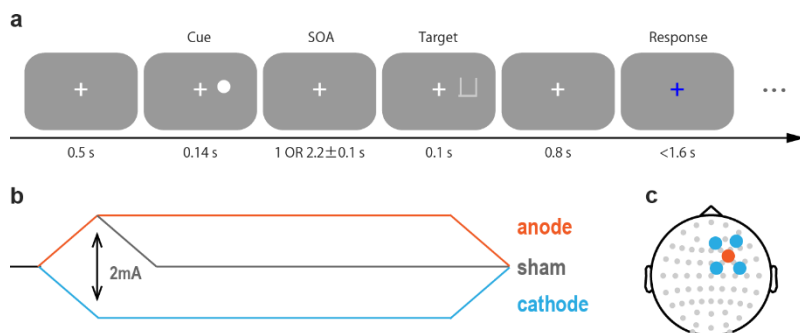 a
Cue SOA Target Response
...
0.5 s 0.14 s 1 OR 2.2±0.1 s 0.1 s 0.8 s <1.6 s
b
c
anode
2mA
sham
cathode